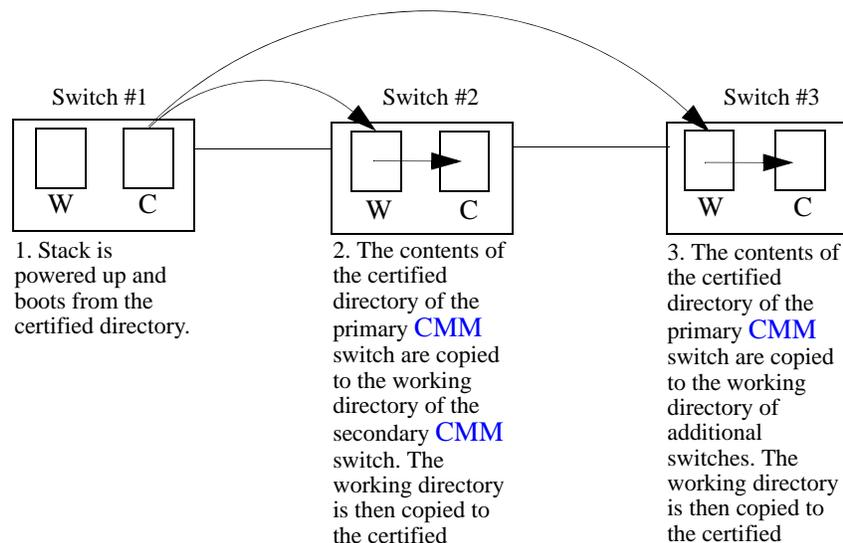 Switch #1
Switch #2
Switch #3
W
C
W
C
W
C
1. Stack is
powered up and
boots from the
certified directory.
2. The contents of
the certified
directory of the
primary CMM
switch are copied
to the working
directory of the
secondary CMM
switch. The
working directory
is then copied to
the certified
3. The contents of
the certified
directory of the
primary CMM
switch are copied
to the working
directory of
additional
switches. The
working directory
is then copied to
the certified